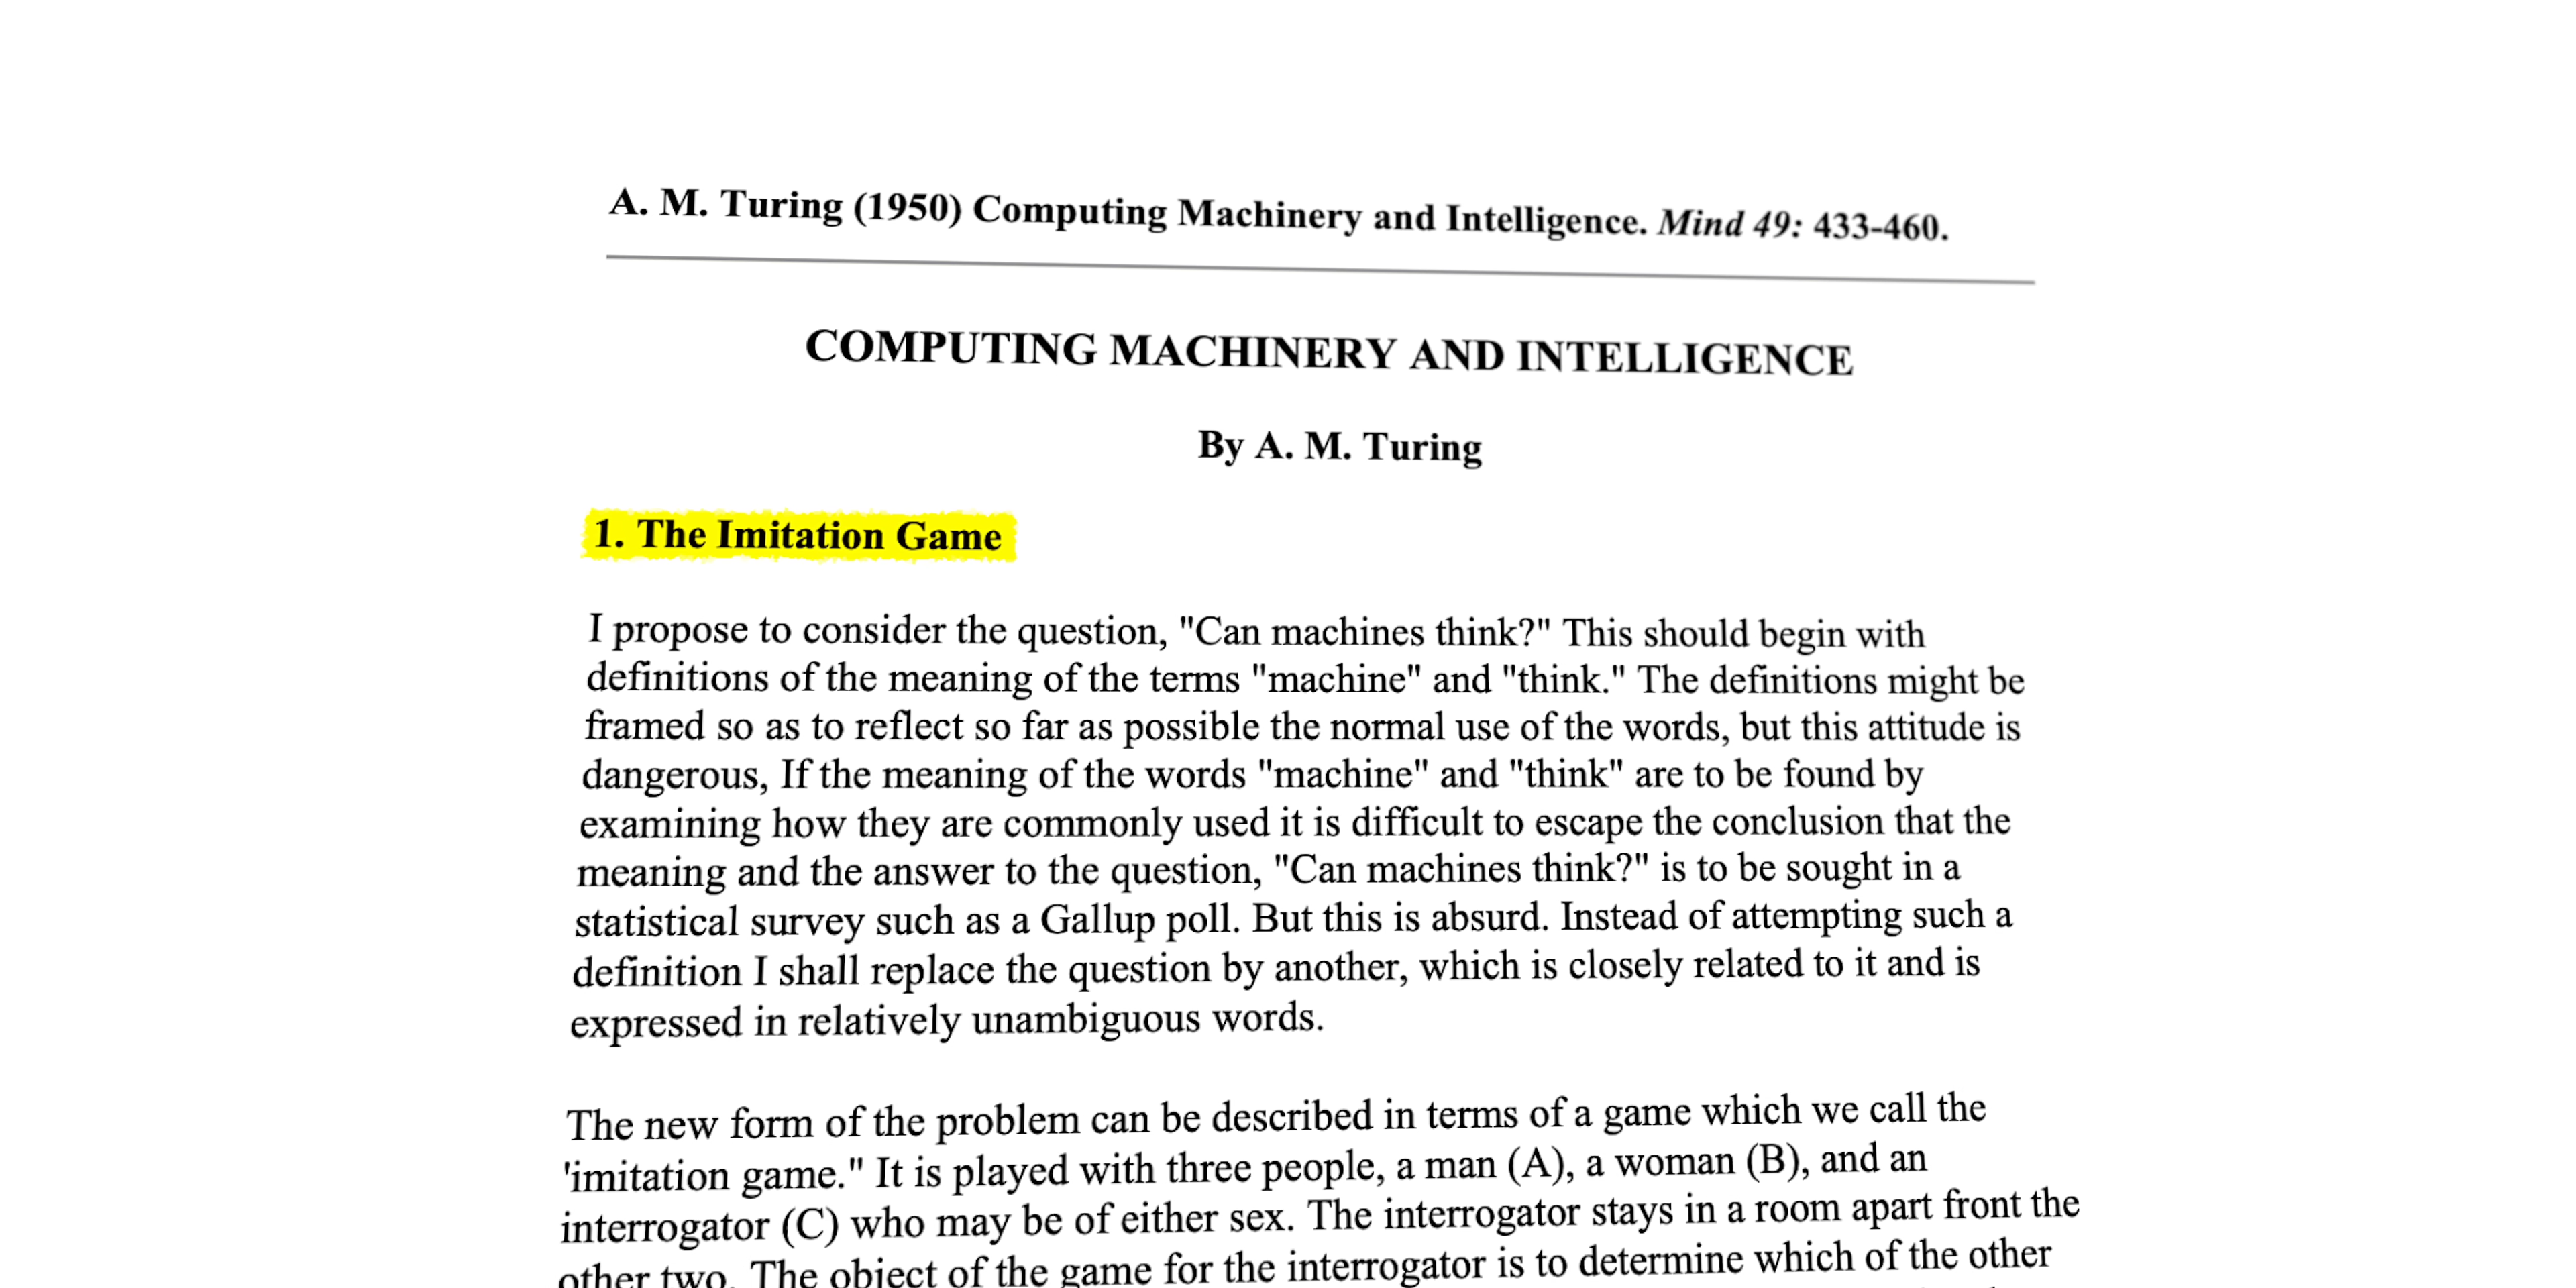 A. M. Turing (1950) Computing Machinery and Intelligence. Mind 49: 433-460.
COMPUTING MACHINERY AND INTELLIGENCE
By A. M. Turing
1. The Imitation Game
I propose to consider the question, "Can machines think?" This should begin with
definitions of the meaning of the terms "machine" and "think." The definitions might be
framed so as to reflect so far as possible the normal use of the words, but this attitude is
dangerous, If the meaning of the words "machine" and "think" are to be found by
examining how they are commonly used it is difficult to escape the conclusion that the
meaning and the answer to the question, "Can machines think?" is to be sought in a
statistical survey such as a Gallup poll. But this is absurd. Instead of attempting such a
definition I shall replace the question by another, which is closely related to it and is
expressed in relatively unambiguous words.
The new form of the problem can be described in terms of a game which we call the
'imitation game." It is played with three people, a man (A), a woman (B), and an
interrogator (C) who may be of either sex. The interrogator stays in a room apart front the
other two. The object of the game for the interrogator is to determine which of the other